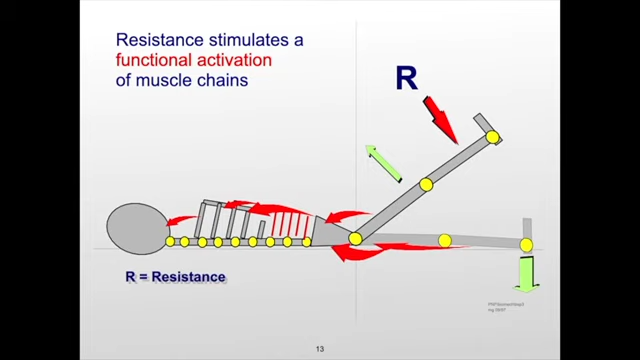 Resistance stimulates a
functional activation
of muscle chains
R
R = Resistance
13